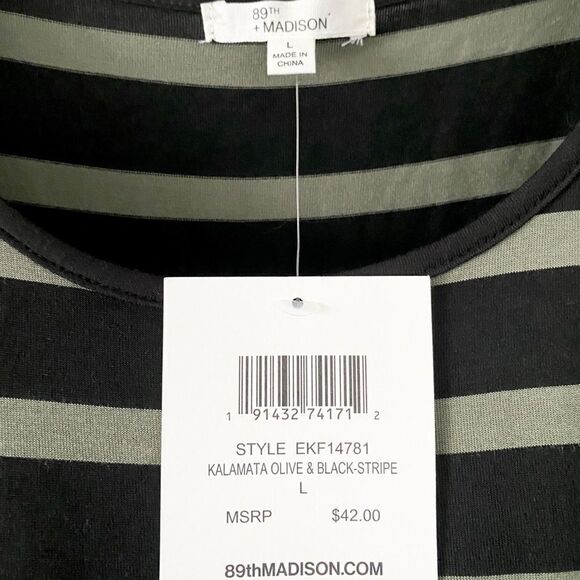 89TH
+ MADISON
L
MADE IN
CHINA
1 91432 74171 2
STYLE EKF14781
KALAMATA OLIVE & BLACK-STRIPE
L
MSRP $42.00
89thMADISON.COM